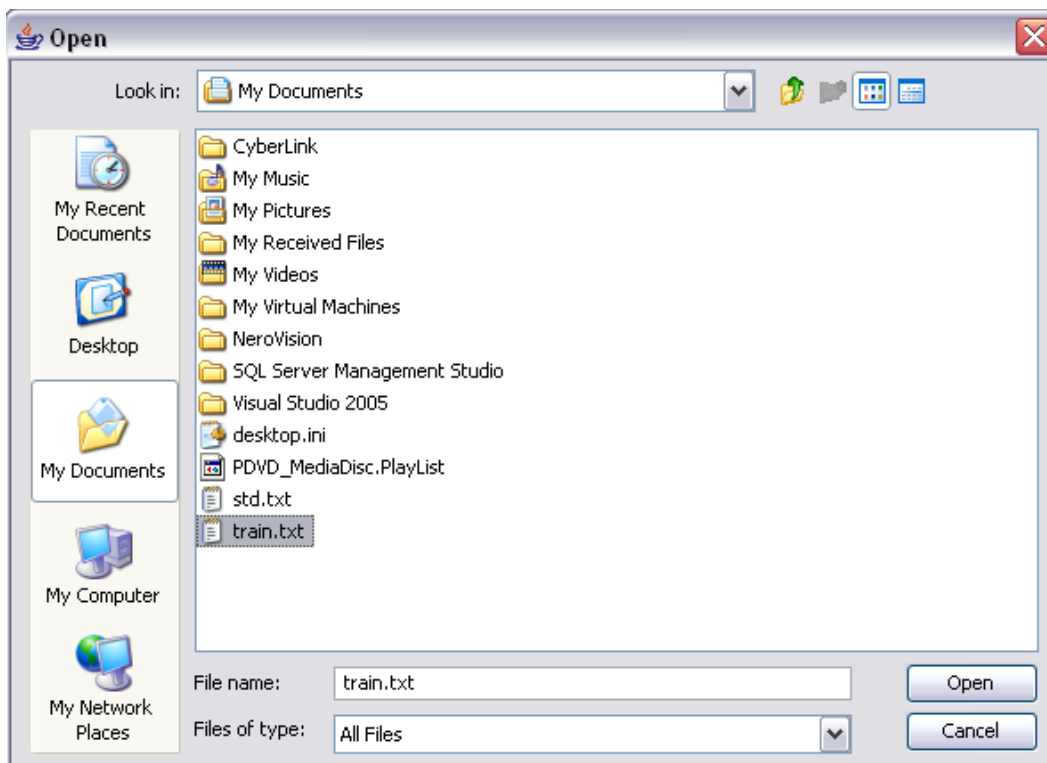 Open
Look in:
My Documents
My Recent
Documents
Desktop
My Documents
My Computer
My Network
Places
CyberLink
My Music
My Pictures
My Received Files
My Videos
My Virtual Machines
NeroVision
SQL Server Management Studio
Visual Studio 2005
desktop.ini
PDVD_MediaDisc.PlayList
std.txt
train.txt
File name:
train.txt
Open
Files of type:
All Files
Cancel